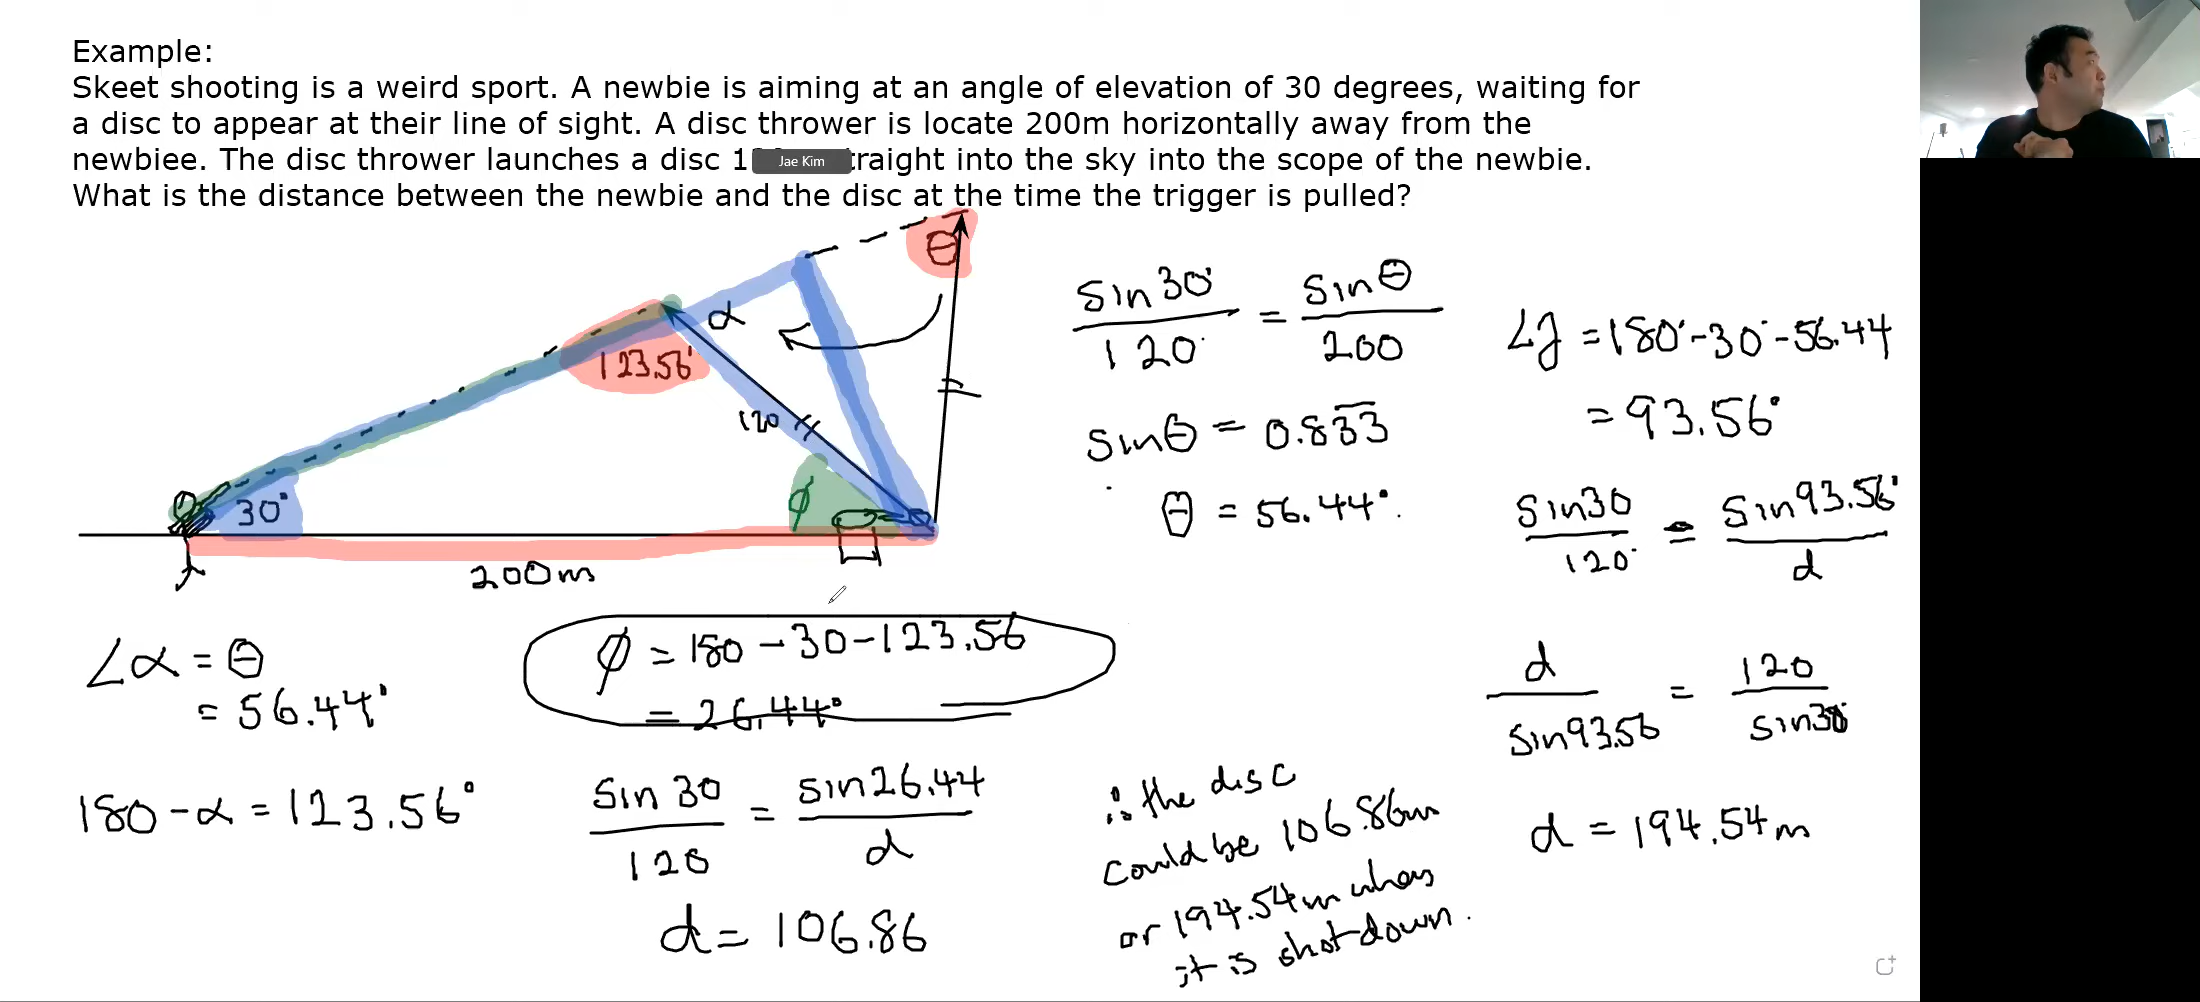 Example:
Skeet shooting is a weird sport. A newbie is aiming at an angle of elevation of 30 degrees, waiting for
a disc to appear at their line of sight. A disc thrower is locate 200m horizontally away from the
newbiee. The disc thrower launches a disc 1 traight into the sky into the scope of the newbie.
What is the distance between the newbie and the disc at the time the trigger is pulled?
Jae Kim
θ
α
123.56°
120
30°
ϕ
200m
sin30° / 120 = sinθ / 200
sinθ = 0.833
θ = 56.44°.
= 180° - 30° - 56.44
= 93.56°
sin30 / 120 = sin93.56° / d
d / sin93.56 = 120 / sin30
d = 194.54m
∠α = θ
= 56.44°
180 - α = 123.56°
ϕ = 180 - 30 - 123.56
= 26.44°
sin30 / 120 = sin26.44 / d
d = 106.86
∴ the disc
could be 106.86m
or 194.54m when
it is shot down.